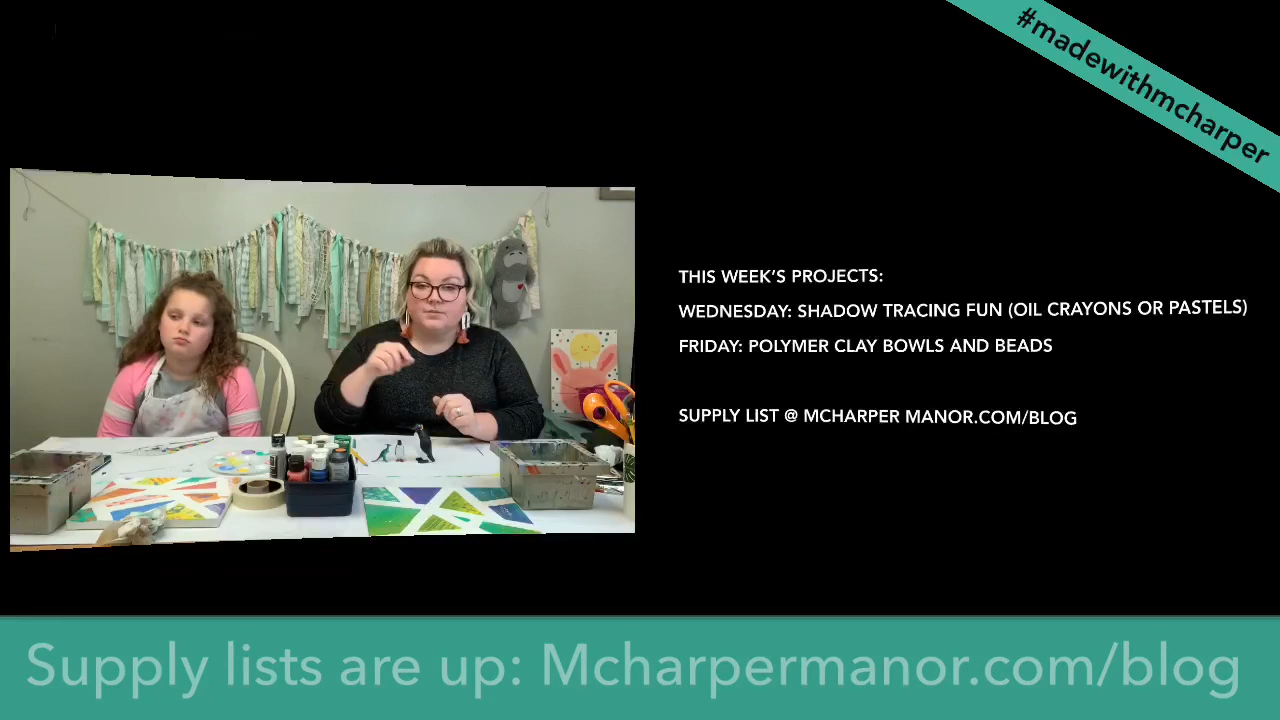 #madewithmcharper
THIS WEEK'S PROJECTS:
WEDNESDAY: SHADOW TRACING FUN (OIL CRAYONS OR PASTELS)
FRIDAY: POLYMER CLAY BOWLS AND BEADS
SUPPLY LIST @ MCHARPER MANOR.COM/BLOG
Supply lists are up: Mcharpermanor.com/blog